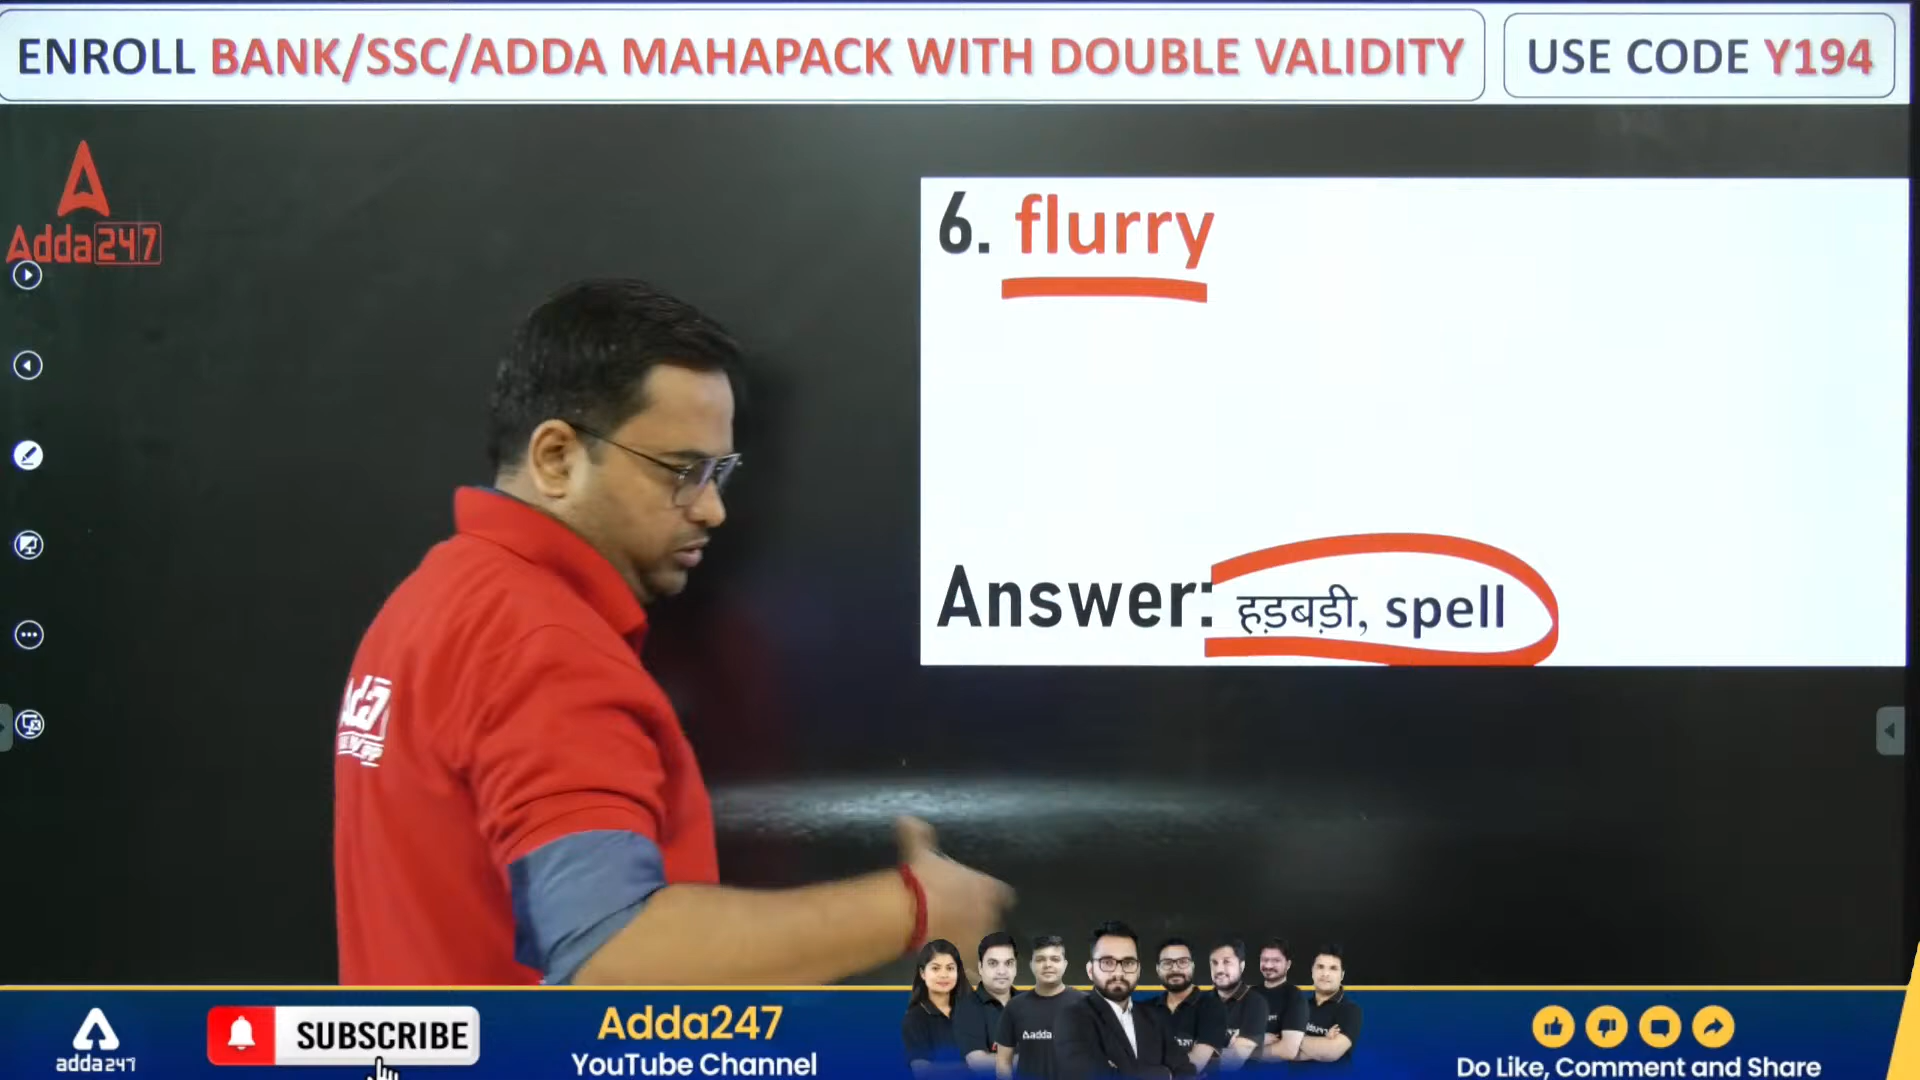 ENROLL BANK/SSC/ADDA MAHAPACK WITH DOUBLE VALIDITY
USE CODE Y194
Adda247
6. flurry
Answer: हड़बड़ी, spell
adda247
SUBSCRIBE
Adda247
YouTube Channel
Do Like, Comment and Share